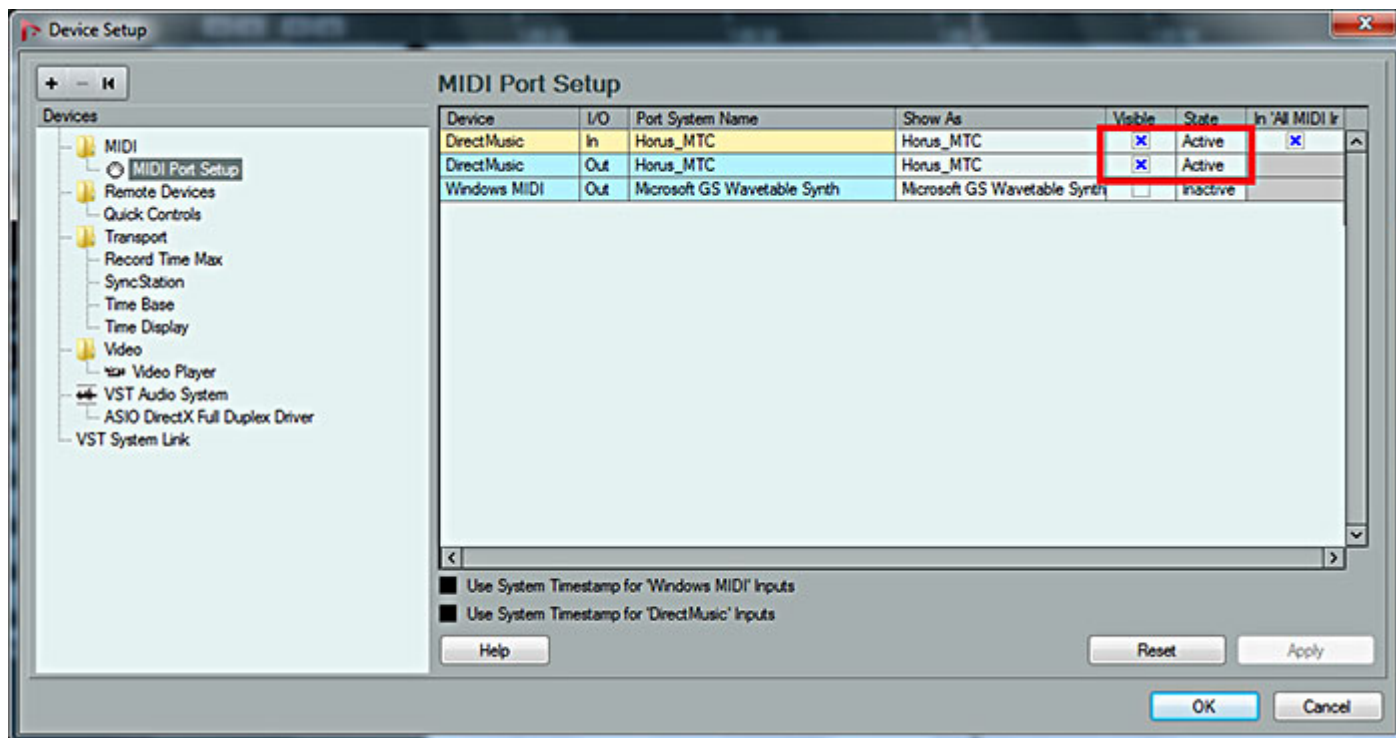 Device Setup
+ -
Devices
MIDI
MIDI Port Setup
Remote Devices
Quick Controls
Transport
Record Time Max
SyncStation
Time Base
Time Display
Video
Video Player
VST Audio System
ASIO DirectX Full Duplex Driver
VST System Link
MIDI Port Setup
Device I/O Port System Name Show As Visible State In 'All MIDI Ir
DirectMusic In Horus_MTC Horus_MTC Active
DirectMusic Out Horus_MTC Horus_MTC Active
Windows MIDI Out Microsoft GS Wavetable Synth Microsoft GS Wavetable Synth Inactive
Use System Timestamp for 'Windows MIDI' Inputs
Use System Timestamp for 'DirectMusic' Inputs
Help Reset Apply
OK Cancel